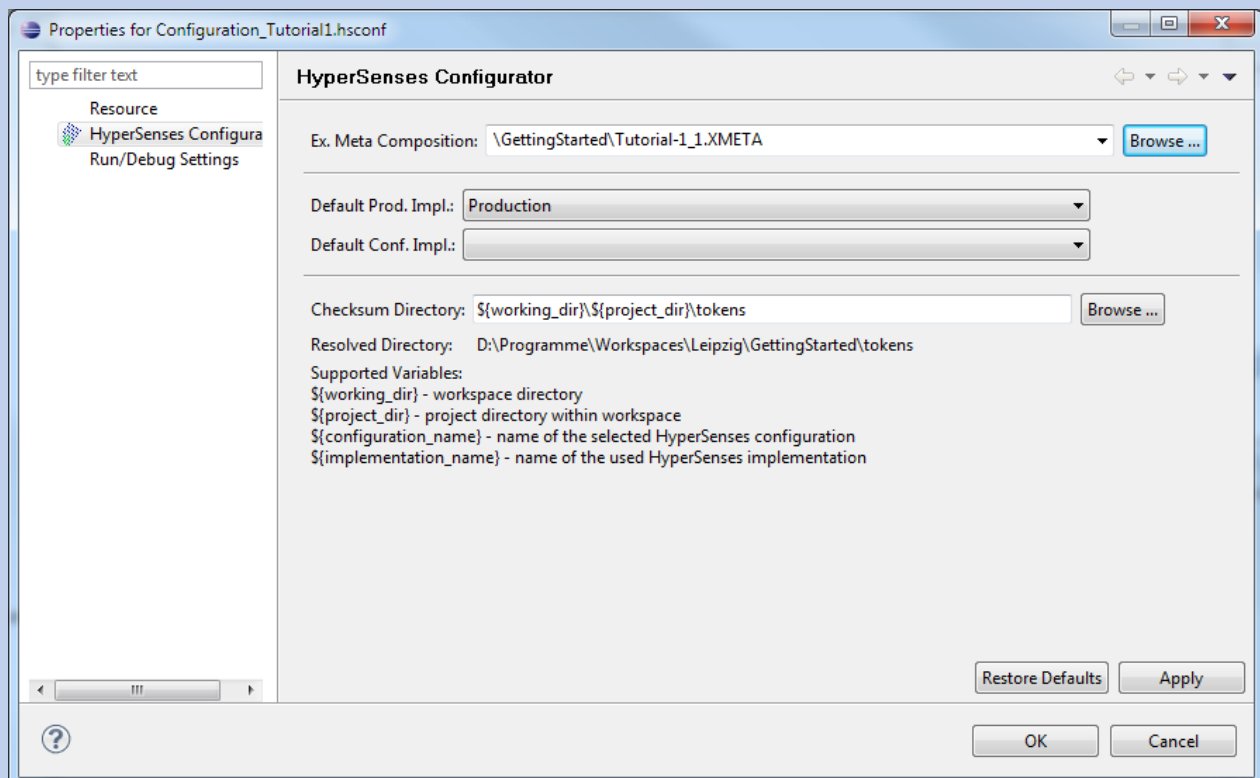 Properties for Configuration_Tutorial1.hsconf
type filter text
Resource
HyperSenses Configura
Run/Debug Settings
HyperSenses Configurator
Ex. Meta Composition: \GettingStarted\Tutorial-1_1.XMETA Browse ...
Default Prod. Impl.: Production
Default Conf. Impl.:
Checksum Directory: ${working_dir}\${project_dir}\tokens Browse ...
Resolved Directory: D:\Programme\Workspaces\Leipzig\GettingStarted\tokens
Supported Variables:
${working_dir} - workspace directory
${project_dir} - project directory within workspace
${configuration_name} - name of the selected HyperSenses configuration
${implementation_name} - name of the used HyperSenses implementation
Restore Defaults Apply
OK Cancel